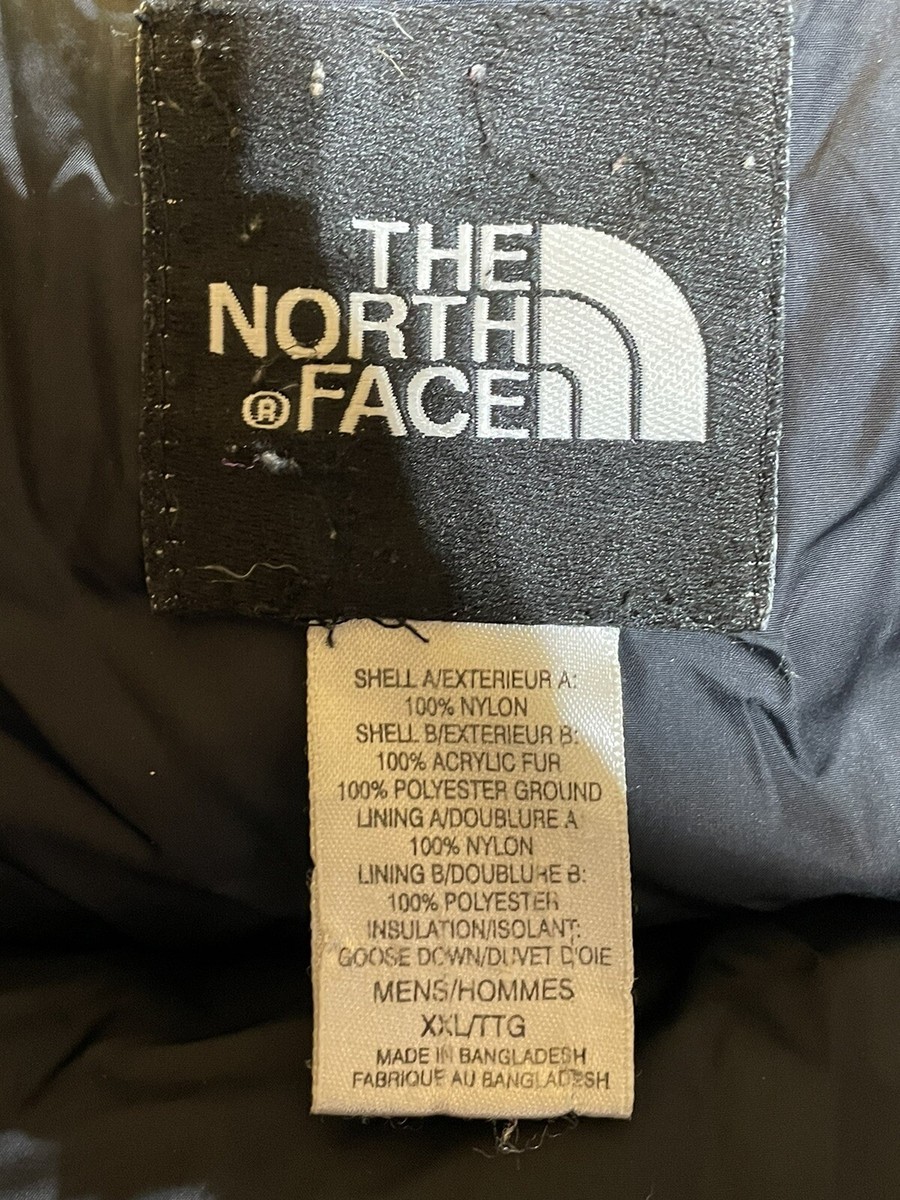 THE
NORTH
®FACE
SHELL A/EXTERIEUR A:
100% NYLON
SHELL B/EXTERIEUR B:
100% ACRYLIC FUR
100% POLYESTER GROUND
LINING A/DOUBLURE A
100% NYLON
LINING B/DOUBLURE B:
100% POLYESTER
INSULATION/ISOLANT:
GOOSE DOWN/DUVET D'OIE
MENS/HOMMES
XXL/TTG
MADE IN BANGLADESH
FABRIQUE AU BANGLADESH